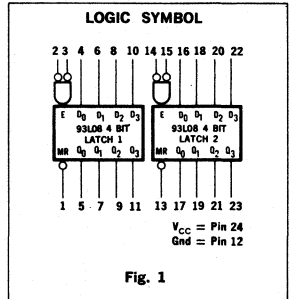 LOGIC SYMBOL
2 3 4 6 8 10 14 15 16 18 20 22
E D0 D1 D2 D3 E D0 D1 D2 D3
93L08 4 BIT 93L08 4 BIT
LATCH 1 LATCH 2
MR Q0 Q1 Q2 Q3 MR Q0 Q1 Q2 Q3
1 5 7 9 11 13 17 19 21 23
VCC = Pin 24
Gnd = Pin 12
Fig. 1